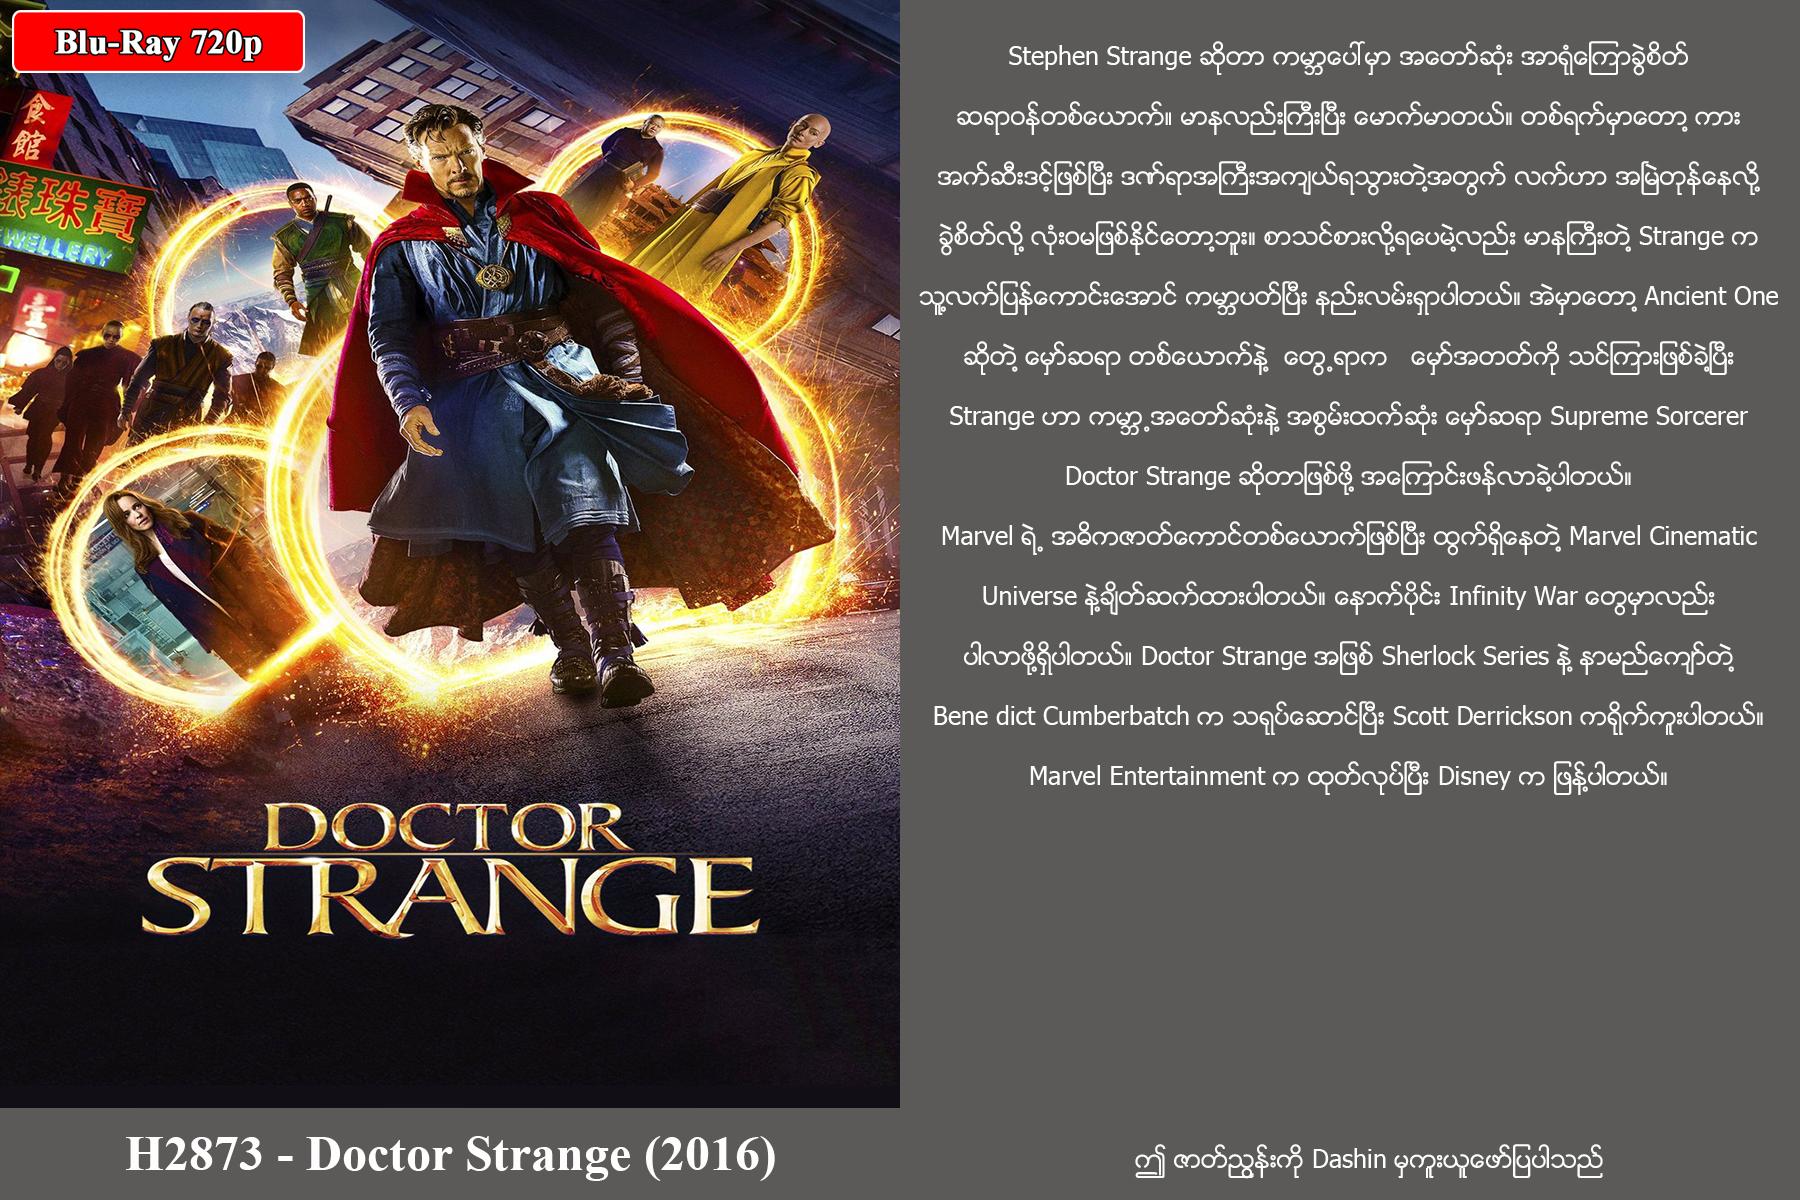 Blu-Ray 720p
食館
珠寶
JEWELLERY
DOCTOR
STRANGE
H2873 - Doctor Strange (2016)
Stephen Strange ဆိုတာ ကမ္ဘာပေါ်မှာ အတော်ဆုံး အာရုံကြောခွဲစိတ်
ဆရာဝန်တစ်ယောက်။ မာနလည်းကြီးပြီး မောက်မာတယ်။ တစ်ရက်မှာတော့ ကား
အက်ဆီးဒင့်ဖြစ်ပြီး ဒဏ်ရာအကြီးအကျယ်ရသွားတဲ့အတွက် လက်ဟာ အမြဲတုန်နေလို့
ခွဲစိတ်လို့ လုံးဝမဖြစ်နိုင်တော့ဘူး။ စာသင်စားလို့ရပေမဲ့လည်း မာနကြီးတဲ့ Strange က
သူ့လက်ပြန်ကောင်းအောင် ကမ္ဘာပတ်ပြီး နည်းလမ်းရှာပါတယ်။ အဲမှာတော့ Ancient One
ဆိုတဲ့ မှော်ဆရာ တစ်ယောက်နဲ့ တွေ့ရာက မှော်အတတ်ကို သင်ကြားဖြစ်ခဲ့ပြီး
Strange ဟာ ကမ္ဘာ့အတော်ဆုံးနဲ့ အစွမ်းထက်ဆုံး မှော်ဆရာ Supreme Sorcerer
Doctor Strange ဆိုတာဖြစ်ဖို့ အကြောင်းဖန်လာခဲ့ပါတယ်။
Marvel ရဲ့ အဓိကဇာတ်ကောင်တစ်ယောက်ဖြစ်ပြီး ထွက်ရှိနေတဲ့ Marvel Cinematic
Universe နဲ့ချိတ်ဆက်ထားပါတယ်။ နောက်ပိုင်း Infinity War တွေမှာလည်း
ပါလာဖို့ရှိပါတယ်။ Doctor Strange အဖြစ် Sherlock Series နဲ့ နာမည်ကျော်တဲ့
Bene dict Cumberbatch က သရုပ်ဆောင်ပြီး Scott Derrickson ကရိုက်ကူးပါတယ်။
Marvel Entertainment က ထုတ်လုပ်ပြီး Disney က ဖြန့်ပါတယ်။
ဤ ဇာတ်ညွှန်းကို Dashin မှကူးယူဖော်ပြပါသည်